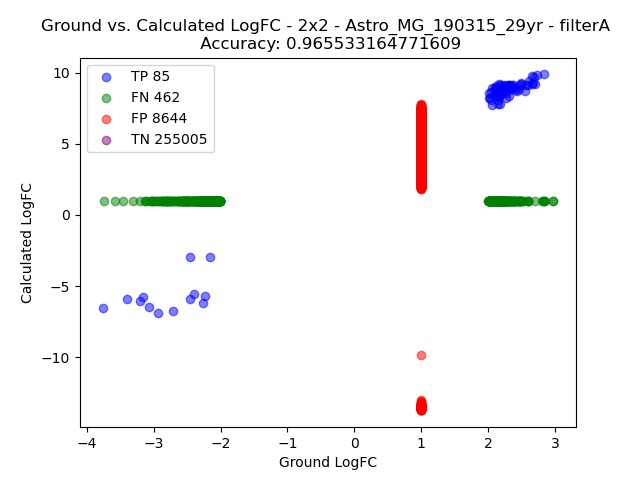 Ground vs. Calculated LogFC - 2x2 - Astro_MG_190315_29yr - filterA
Accuracy: 0.965533164771609
TP 85
FN 462
FP 8644
TN 255005
Calculated LogFC
10
5
0
−5
−10
−4
−3
−2
−1
0
1
2
3
Ground LogFC